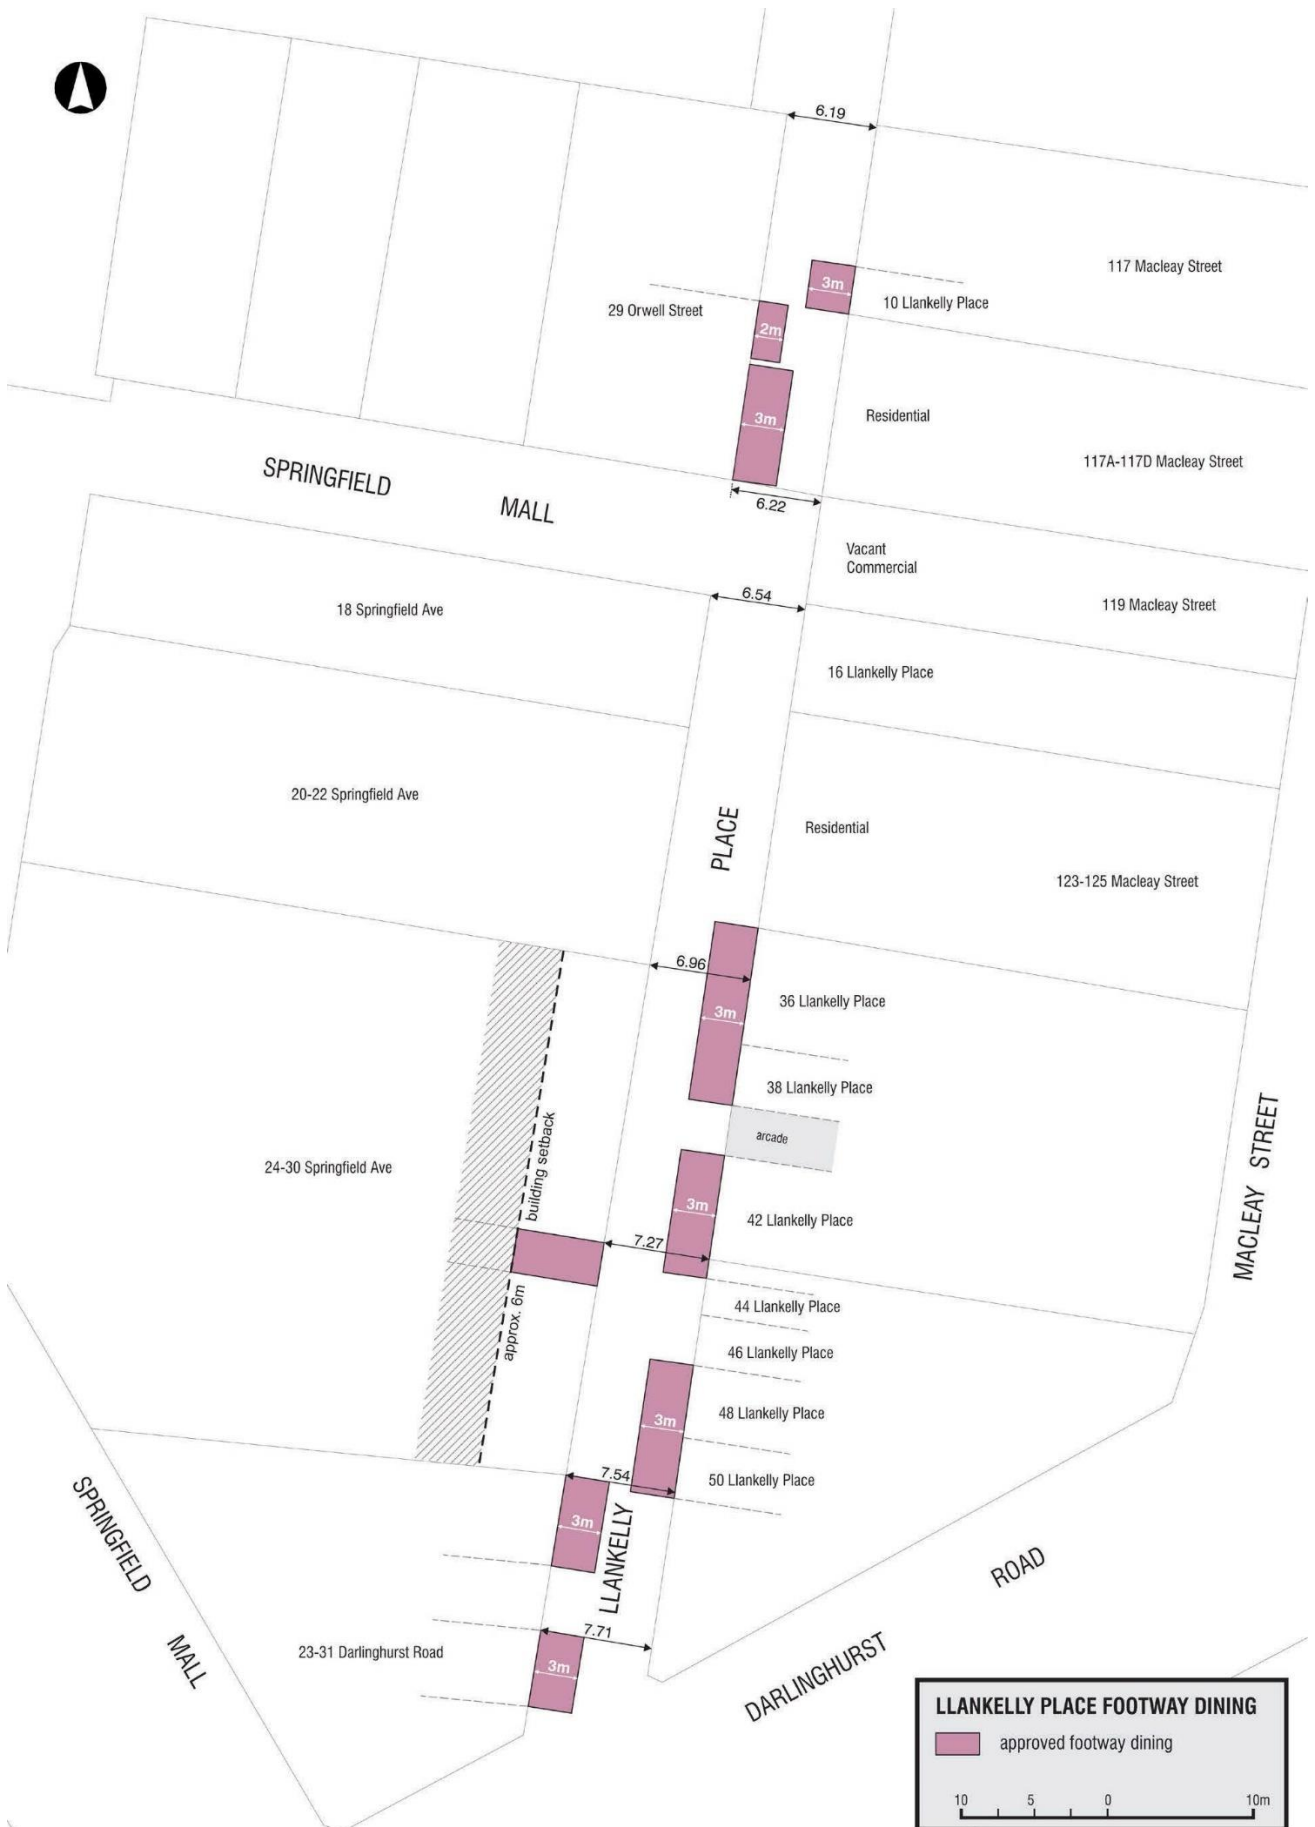 6.19
117 Macleay Street
3m
10 Llankelly Place
29 Orwell Street
2m
3m
Residential
117A-117D Macleay Street
SPRINGFIELD
MALL
6.22
Vacant
Commercial
6.54
119 Macleay Street
18 Springfield Ave
16 Llankelly Place
20-22 Springfield Ave
PLACE
Residential
123-125 Macleay Street
6.96
36 Llankelly Place
3m
38 Llankelly Place
arcade
building setback
24-30 Springfield Ave
3m
42 Llankelly Place
7.27
MACLEAY STREET
approx. 6m
44 Llankelly Place
46 Llankelly Place
3m
48 Llankelly Place
7.54
50 Llankelly Place
3m
LLANKELLY
SPRINGFIELD
MALL
7.71
23-31 Darlinghurst Road
3m
DARLINGHURST
ROAD
LLANKELLY PLACE FOOTWAY DINING
approved footway dining
10 5 0 10m